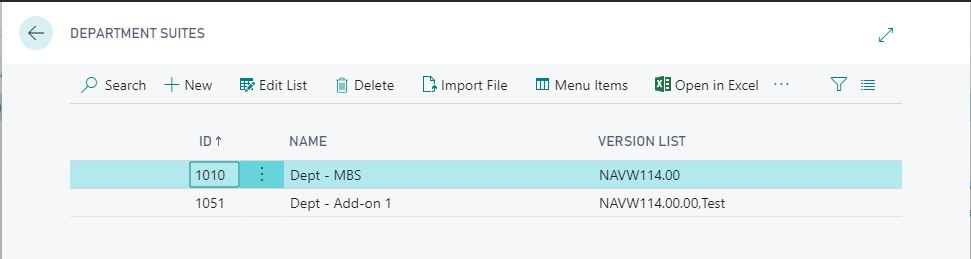 DEPARTMENT SUITES
Search New Edit List Delete Import File Menu Items Open in Excel ...
ID↑ NAME VERSION LIST
1010 Dept - MBS NAVW114.00
1051 Dept - Add-on 1 NAVW114.00.00,Test